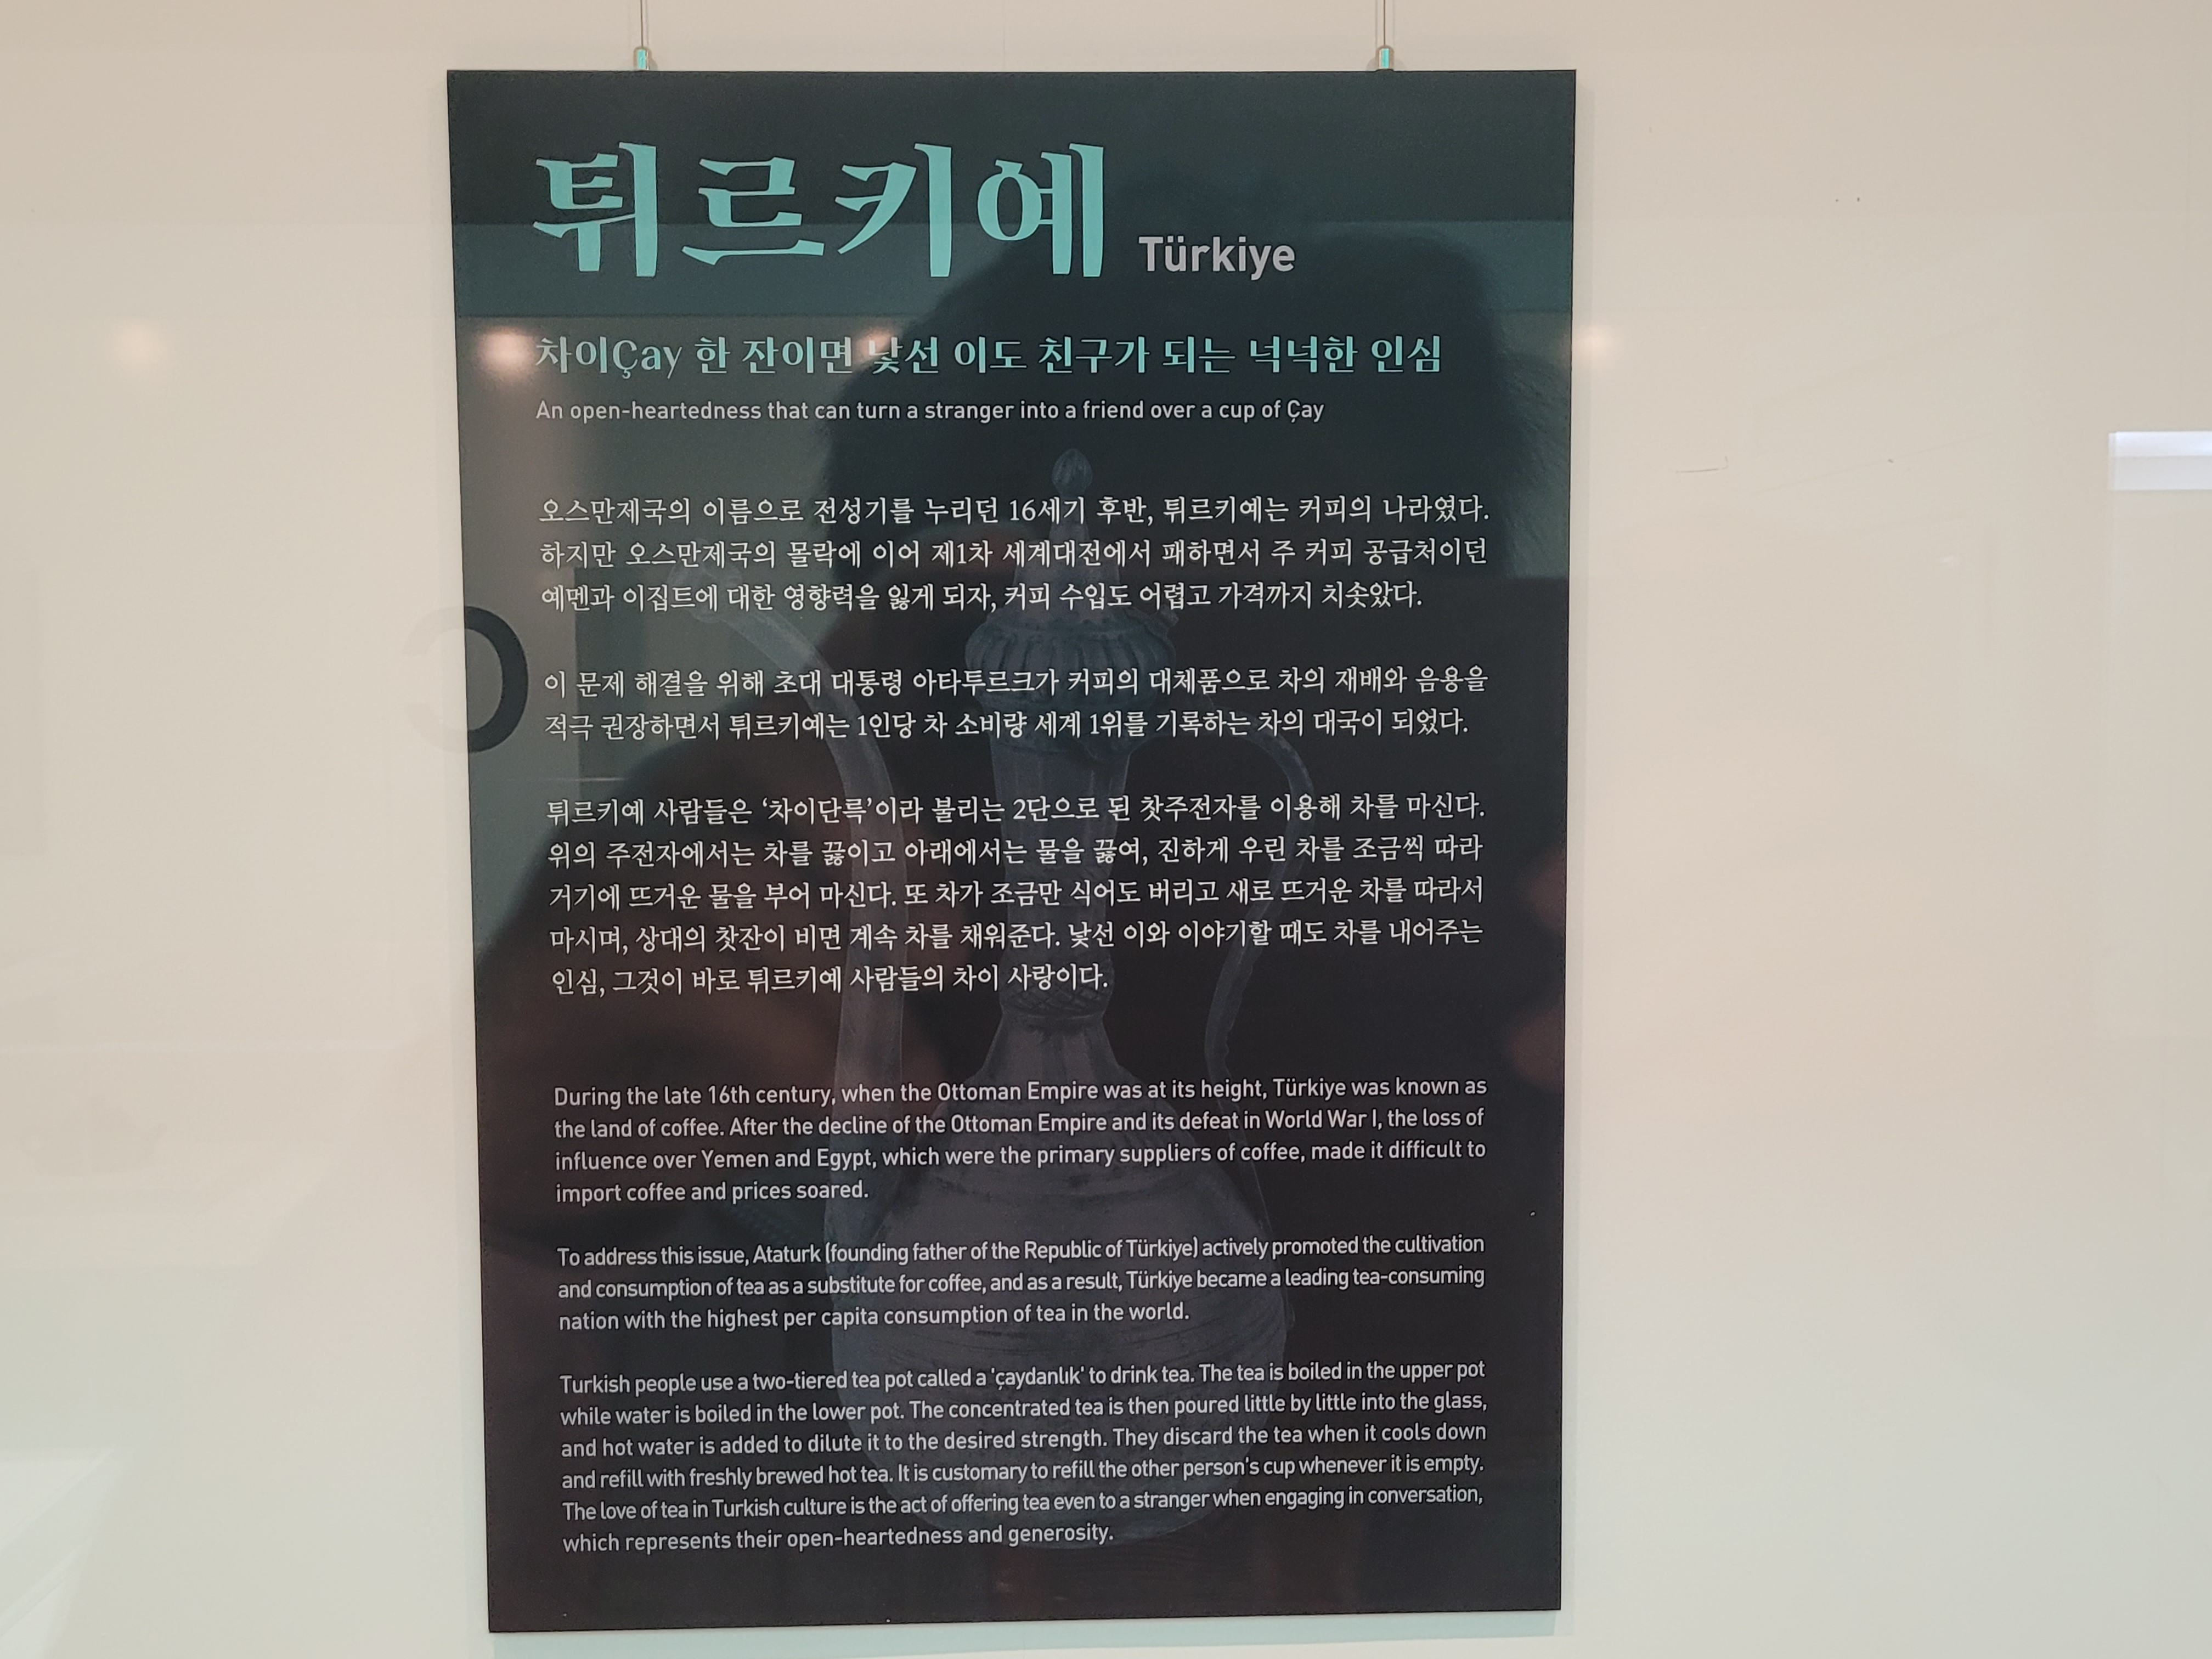 튀르키예 Türkiye
차이Çay 한 잔이면 낯선 이도 친구가 되는 넉넉한 인심
An open-heartedness that can turn a stranger into a friend over a cup of Çay
오스만제국의 이름으로 전성기를 누리던 16세기 후반, 튀르키예는 커피의 나라였다.
하지만 오스만제국의 몰락에 이어 제1차 세계대전에서 패하면서 주 커피 공급처이던
예멘과 이집트에 대한 영향력을 잃게 되자, 커피 수입도 어렵고 가격까지 치솟았다.
이 문제 해결을 위해 초대 대통령 아타투르크가 커피의 대체품으로 차의 재배와 음용을
적극 권장하면서 튀르키예는 1인당 차 소비량 세계 1위를 기록하는 차의 대국이 되었다.
튀르키예 사람들은 ‘차이단륵’이라 불리는 2단으로 된 찻주전자를 이용해 차를 마신다.
위의 주전자에서는 차를 끓이고 아래에서는 물을 끓여, 진하게 우린 차를 조금씩 따라
거기에 뜨거운 물을 부어 마신다. 또 차가 조금만 식어도 버리고 새로 뜨거운 차를 따라서
마시며, 상대의 찻잔이 비면 계속 차를 채워준다. 낯선 이와 이야기할 때도 차를 내어주는
인심, 그것이 바로 튀르키예 사람들의 차이 사랑이다.
During the late 16th century, when the Ottoman Empire was at its height, Türkiye was known as
the land of coffee. After the decline of the Ottoman Empire and its defeat in World War I, the loss of
influence over Yemen and Egypt, which were the primary suppliers of coffee, made it difficult to
import coffee and prices soared.
To address this issue, Ataturk (founding father of the Republic of Türkiye) actively promoted the cultivation
and consumption of tea as a substitute for coffee, and as a result, Türkiye became a leading tea-consuming
nation with the highest per capita consumption of tea in the world.
Turkish people use a two-tiered tea pot called a 'çaydanlık' to drink tea. The tea is boiled in the upper pot
while water is boiled in the lower pot. The concentrated tea is then poured little by little into the glass,
and hot water is added to dilute it to the desired strength. They discard the tea when it cools down
and refill with freshly brewed hot tea. It is customary to refill the other person's cup whenever it is empty.
The love of tea in Turkish culture is the act of offering tea even to a stranger when engaging in conversation,
which represents their open-heartedness and generosity.